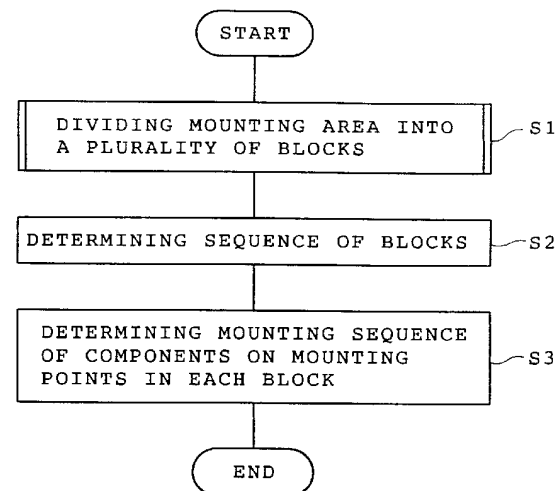 START
DIVIDING MOUNTING AREA INTO
A PLURALITY OF BLOCKS
S1
DETERMINING SEQUENCE OF BLOCKS
S2
DETERMINING MOUNTING SEQUENCE
OF COMPONENTS ON MOUNTING
POINTS IN EACH BLOCK
S3
END